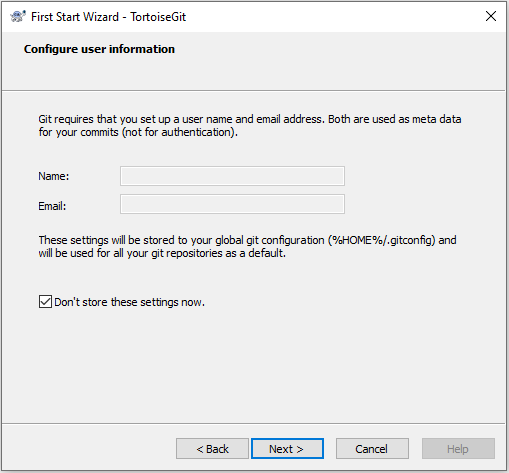 First Start Wizard - TortoiseGit
Configure user information
Git requires that you set up a user name and email address. Both are used as meta data
for your commits (not for authentication).
Name:
Email:
These settings will be stored to your global git configuration (%HOME%/.gitconfig) and
will be used for all your git repositories as a default.
Don't store these settings now.
< Back
Next >
Cancel
Help